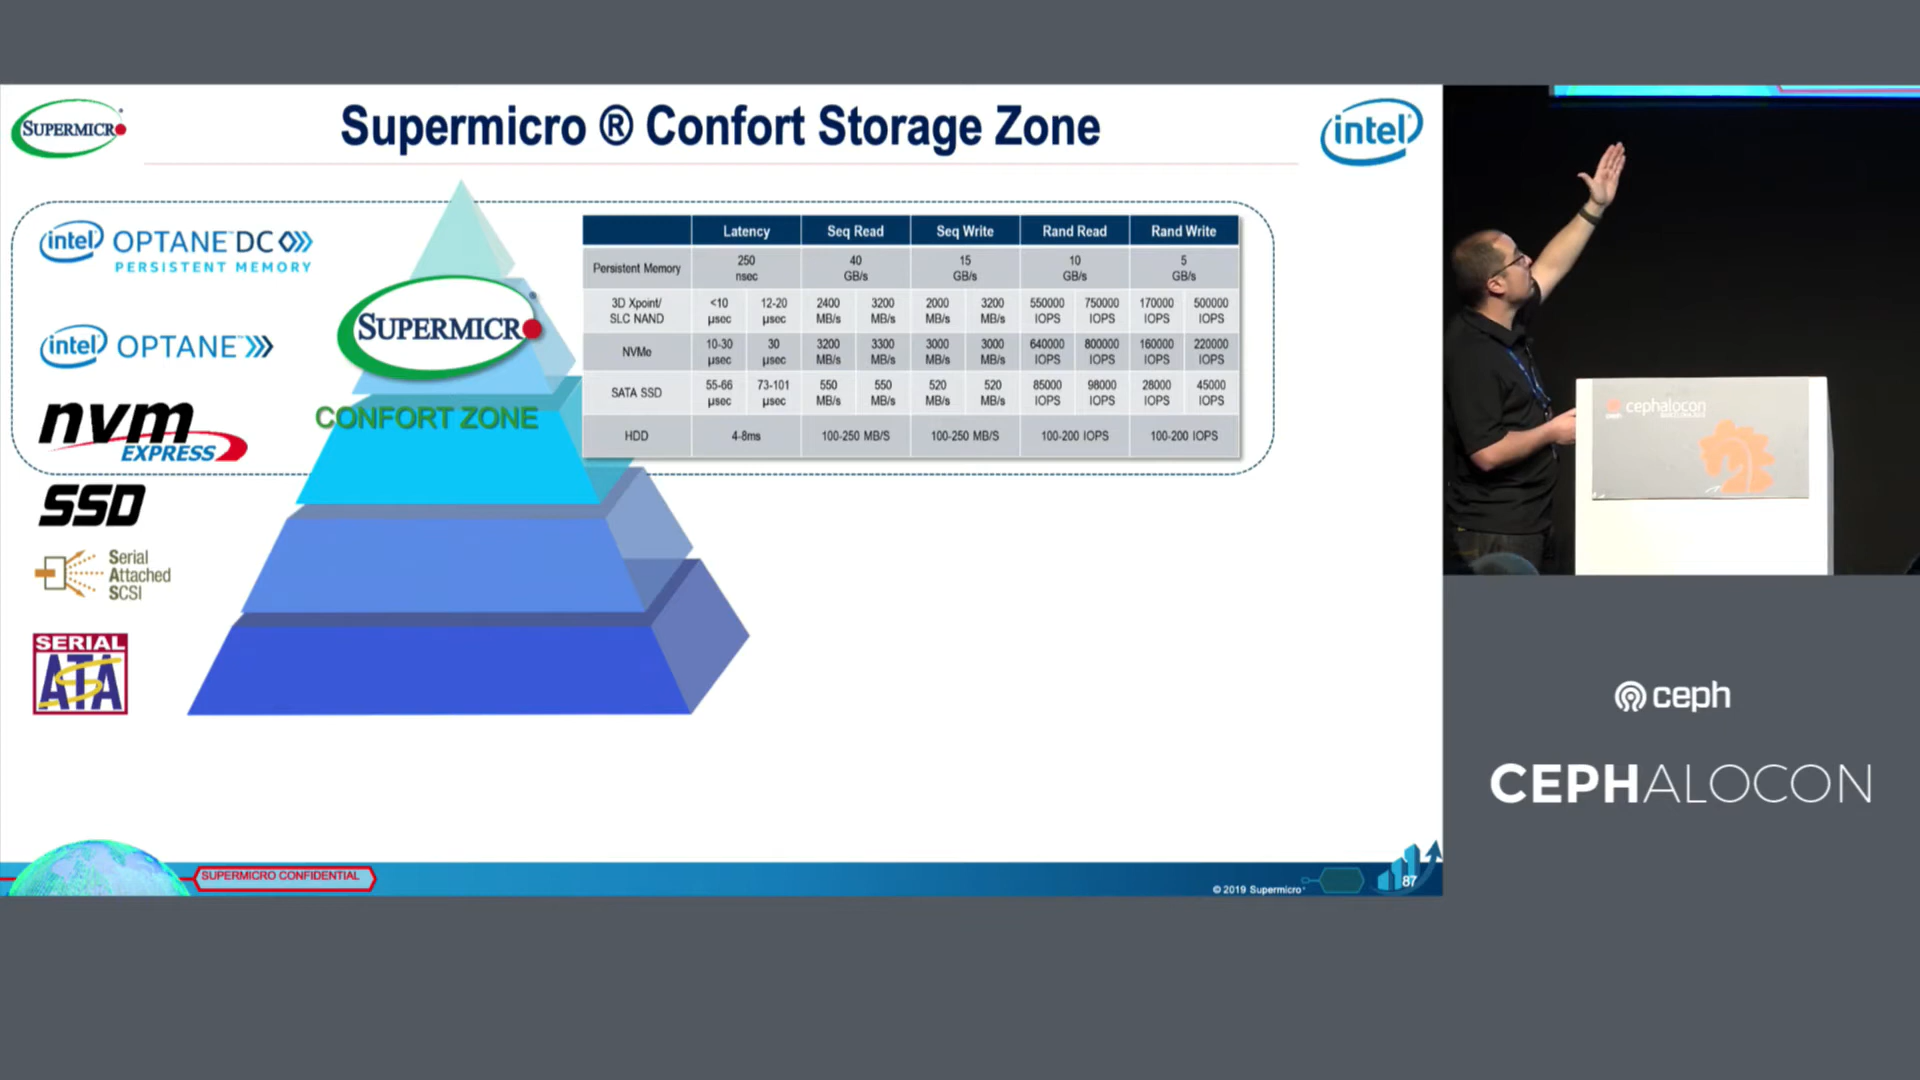 SUPERMICRO
Supermicro ® Confort Storage Zone
intel
intel OPTANE™DC
PERSISTENT MEMORY
intel OPTANE™
nvm
EXPRESS
SSD
Serial
Attached
SCSI
SERIAL
ATA
SUPERMICRO
CONFORT ZONE
Latency Seq Read Seq Write Rand Read Rand Write
Persistent Memory 250 nsec 40 GB/s 15 GB/s 10 GB/s 5 GB/s
3D Xpoint/ SLC NAND <10 µsec 12-20 µsec 2400 MB/s 3200 MB/s 2000 MB/s 3200 MB/s 550000 IOPS 750000 IOPS 170000 IOPS 500000 IOPS
NVMe 10-30 µsec 30 µsec 3200 MB/s 3300 MB/s 3000 MB/s 3000 MB/s 640000 IOPS 800000 IOPS 160000 IOPS 220000 IOPS
SATA SSD 55-66 µsec 73-101 µsec 550 MB/s 550 MB/s 520 MB/s 520 MB/s 85000 IOPS 98000 IOPS 28000 IOPS 45000 IOPS
HDD 4-8ms 100-250 MB/S 100-250 MB/S 100-200 IOPS 100-200 IOPS
SUPERMICRO CONFIDENTIAL
© 2019 Supermicro
87
cephalocon
ceph
CEPHALOCON